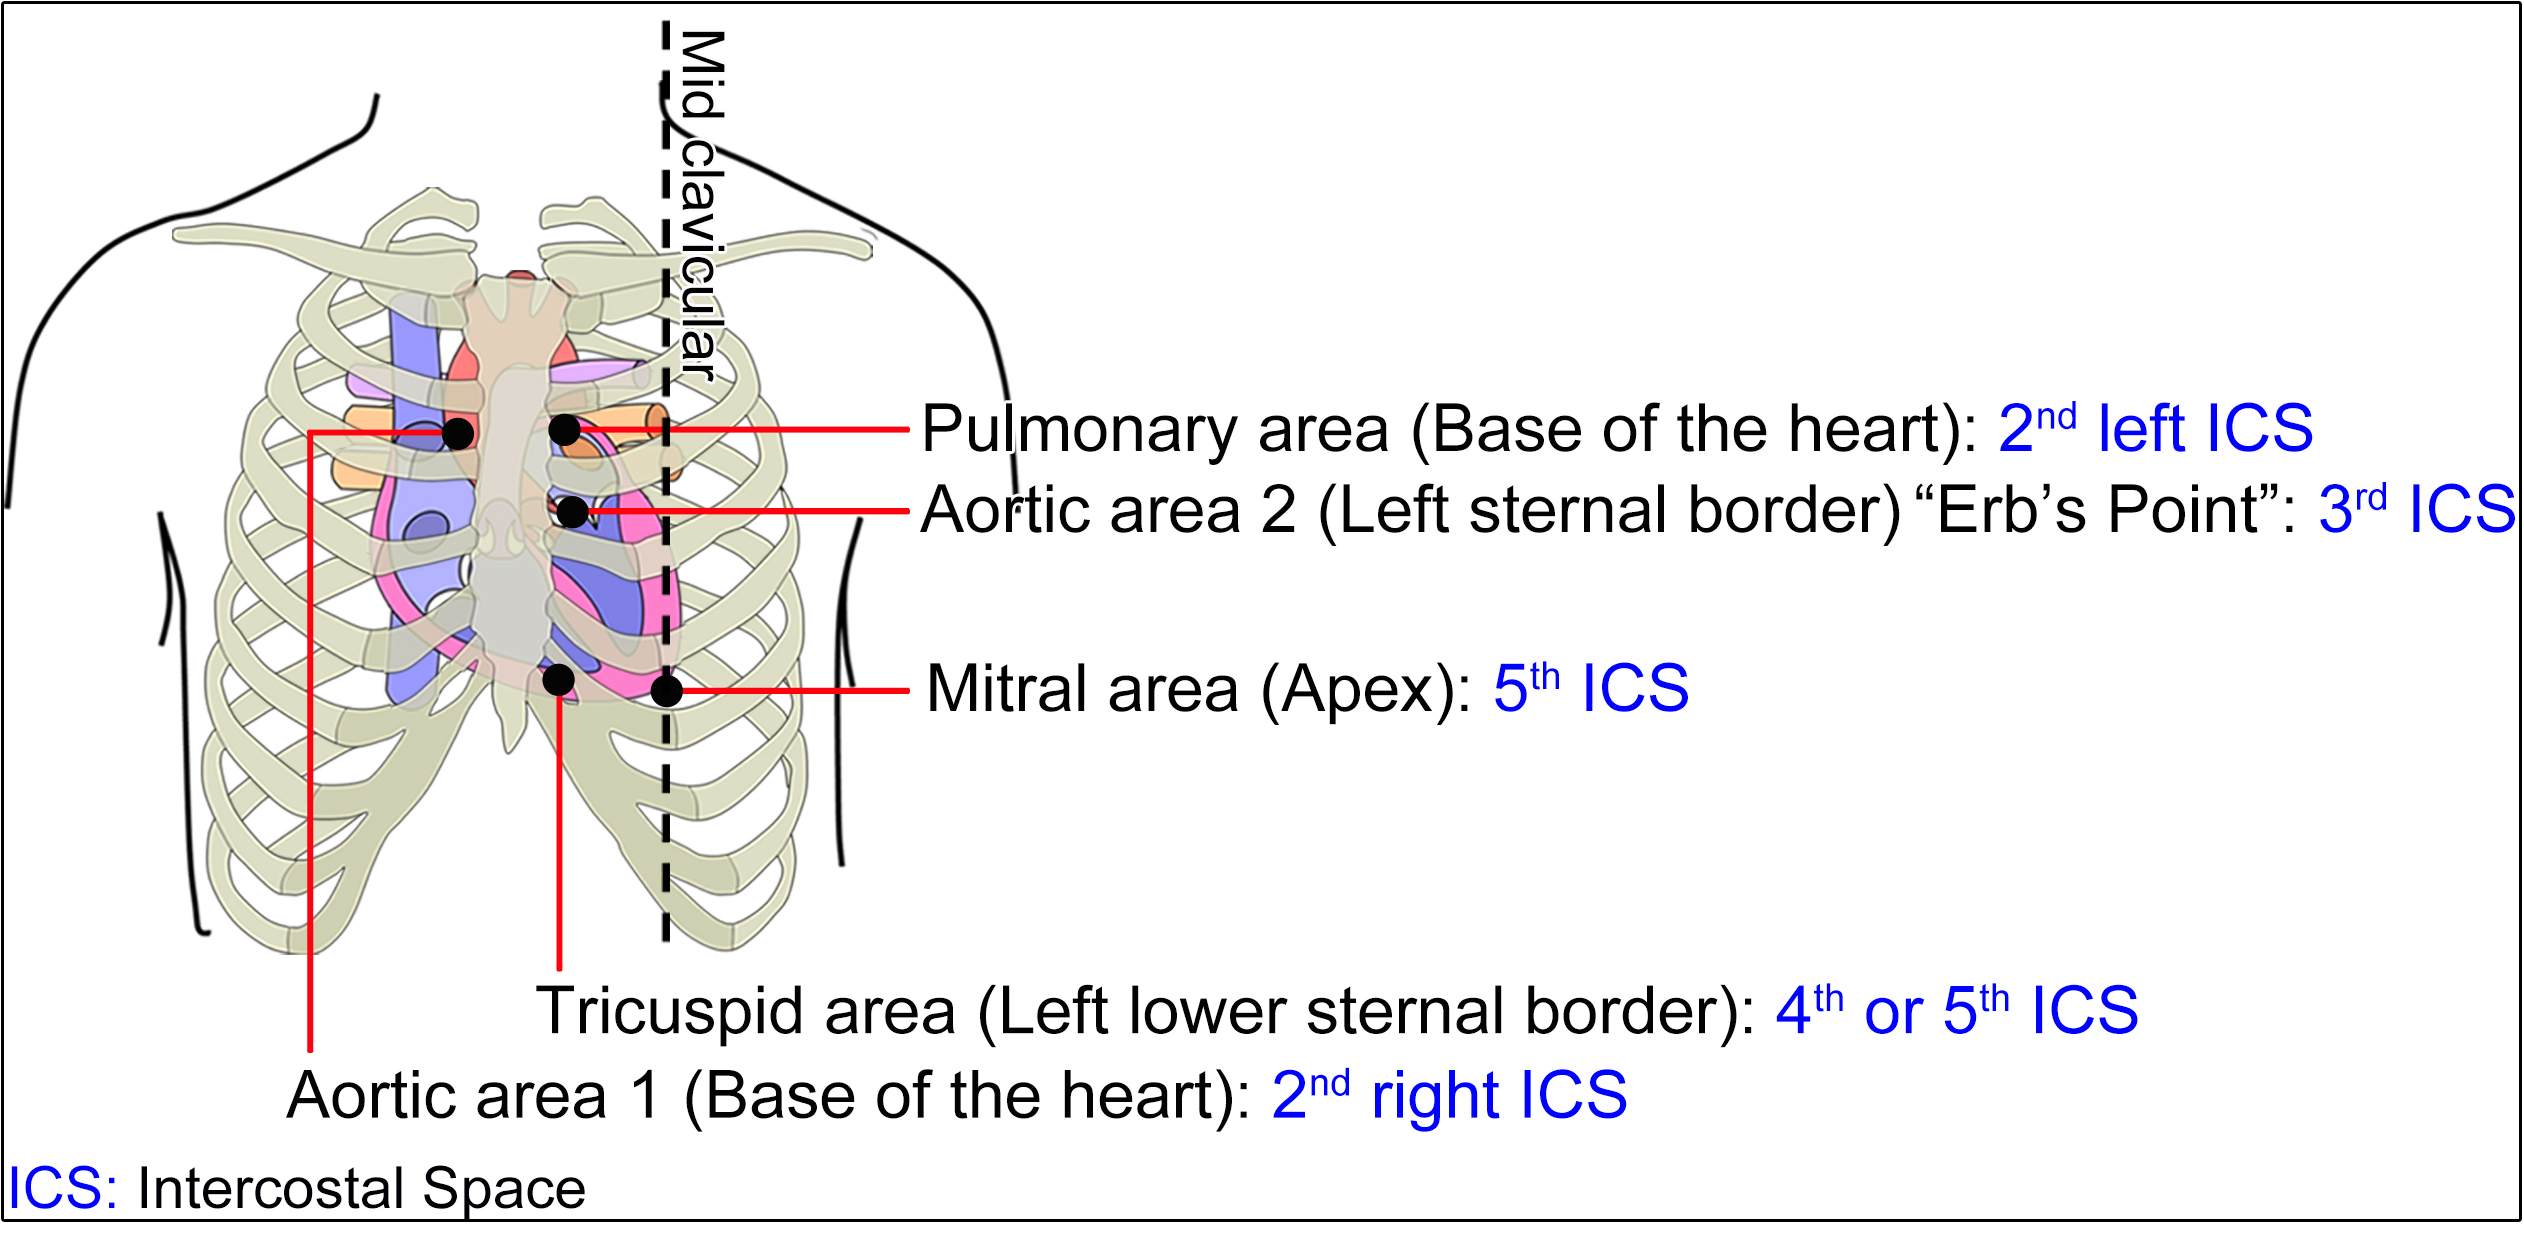 Mid clavicular
Pulmonary area (Base of the heart): 2nd left ICS
Aortic area 2 (Left sternal border) “Erb’s Point”: 3rd ICS
Mitral area (Apex): 5th ICS
Tricuspid area (Left lower sternal border): 4th or 5th ICS
Aortic area 1 (Base of the heart): 2nd right ICS
ICS: Intercostal Space